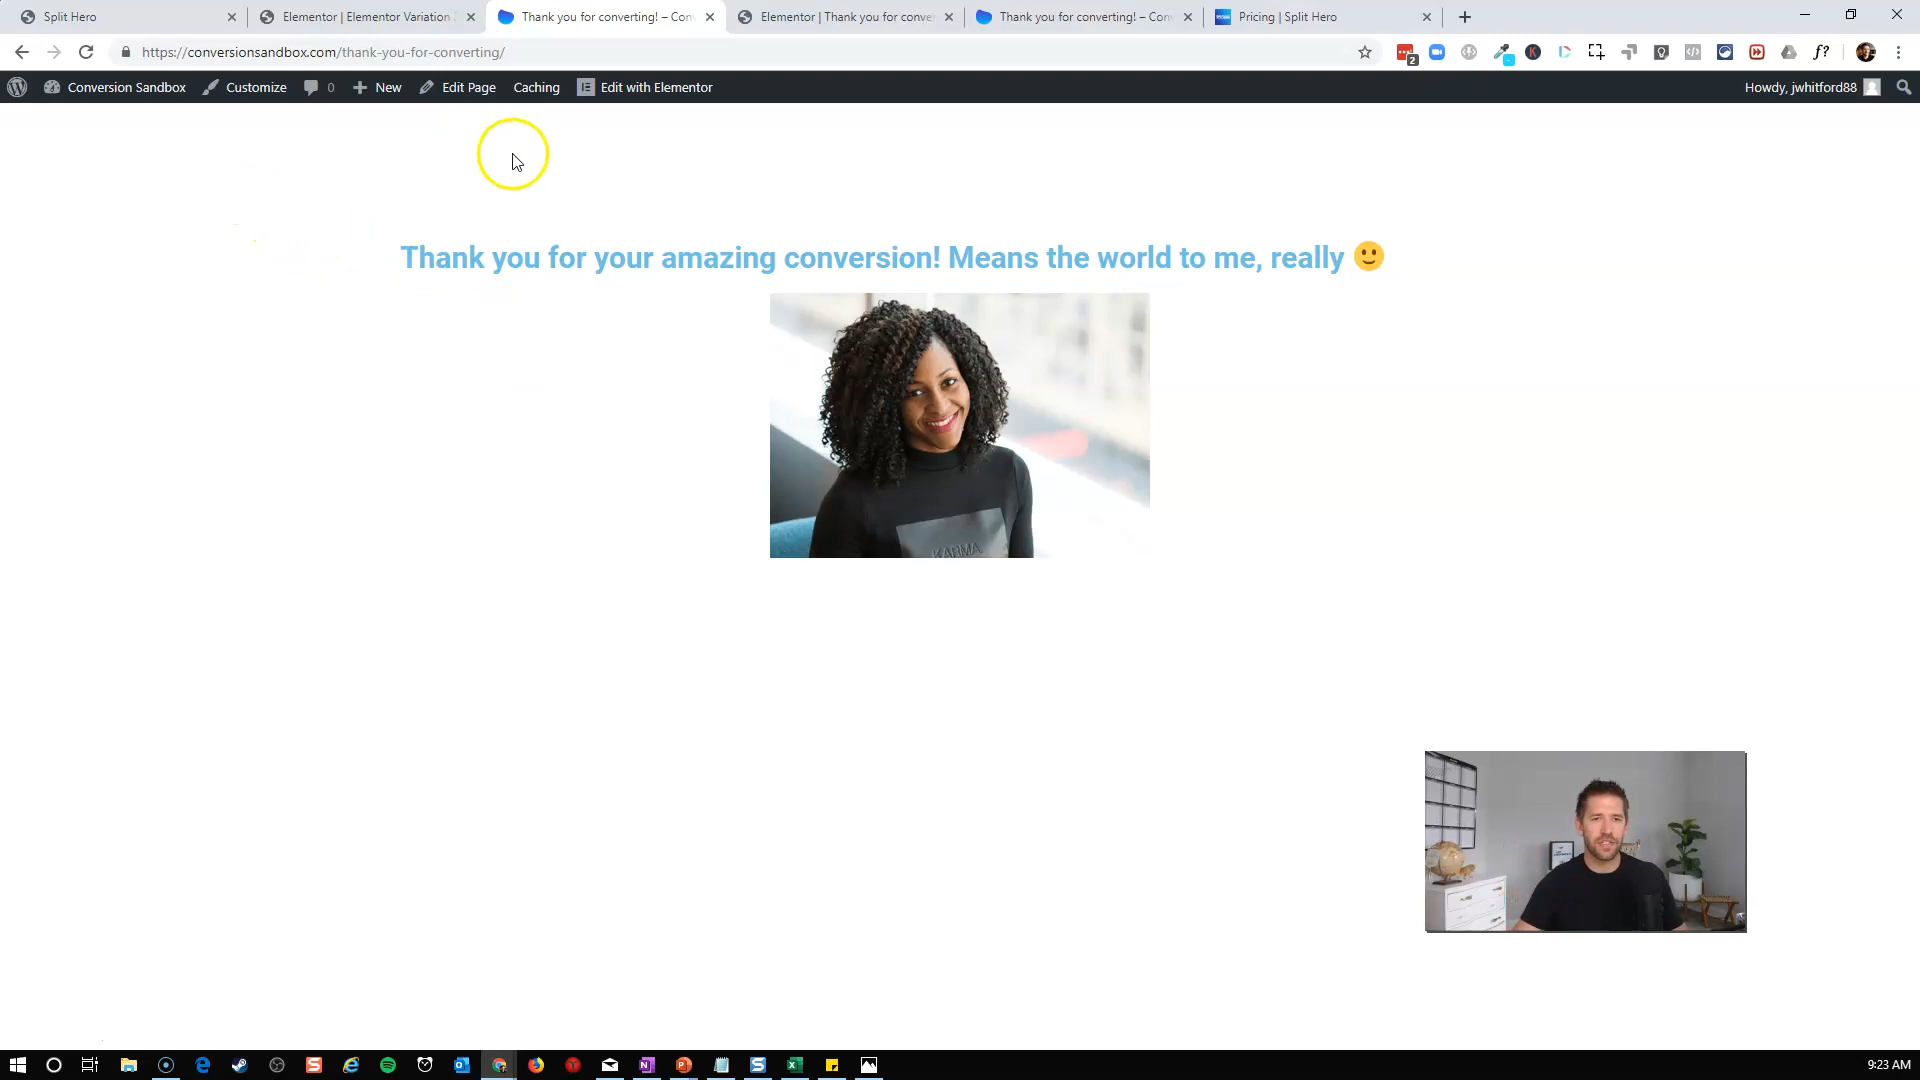 Split Hero
Elementor | Elementor Variation
Thank you for converting! – Con
Elementor | Thank you for conver
Thank you for converting! – Con
Pricing | Split Hero
https://conversionsandbox.com/thank-you-for-converting/
2
f?
Conversion Sandbox
Customize
0
New
Edit Page
Caching
Edit with Elementor
Howdy, jwhitford88
Thank you for your amazing conversion! Means the world to me, really
KARMA
9:23 AM